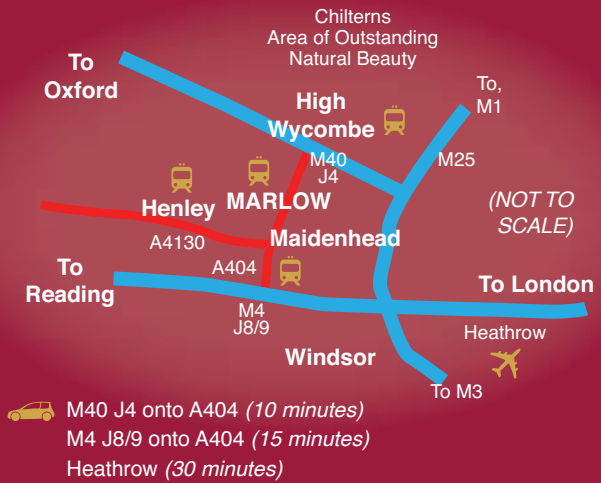 Chilterns
Area of Outstanding
Natural Beauty
To
Oxford
To,
M1
High
Wycombe
M40
J4
M25
Henley
MARLOW
(NOT TO
SCALE)
A4130
Maidenhead
A404
To
Reading
To London
M4
J8/9
Heathrow
Windsor
To M3
M40 J4 onto A404 (10 minutes)
M4 J8/9 onto A404 (15 minutes)
Heathrow (30 minutes)